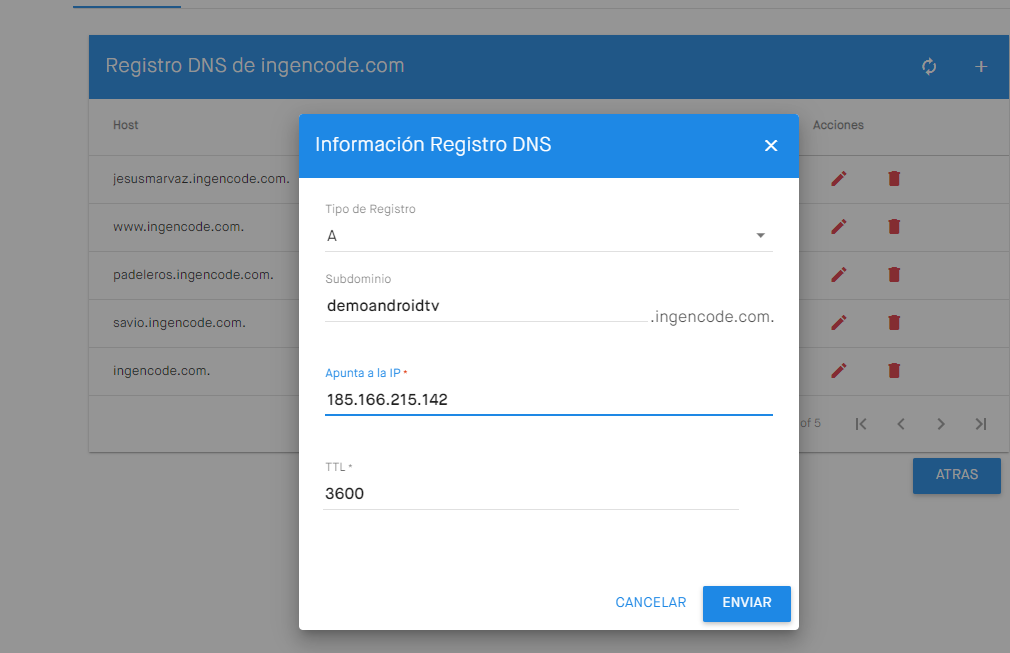 Registro DNS de ingencode.com
Host
Acciones
jesusmarvaz.ingencode.com.
www.ingencode.com.
padeleros.ingencode.com.
savio.ingencode.com.
ingencode.com.
of 5
ATRAS
Información Registro DNS
Tipo de Registro
A
Subdominio
demoandroidtv
.ingencode.com.
Apunta a la IP *
185.166.215.142
TTL *
3600
CANCELAR
ENVIAR